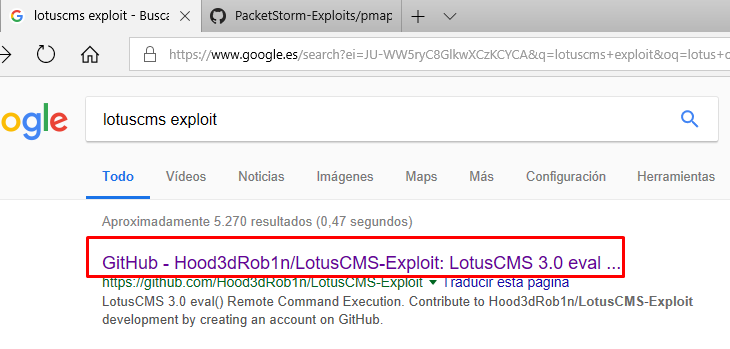 lotuscms exploit - Busca
PacketStorm-Exploits/pmap
https://www.google.es/search?ei=JU-WW5ryC8GlkwXCzKCYCA&q=lotuscms+exploit&oq=lotus+c
ogle
lotuscms exploit
Todo Vídeos Noticias Imágenes Maps Más Configuración Herramientas
Aproximadamente 5.270 resultados (0,47 segundos)
GitHub - Hood3dRob1n/LotusCMS-Exploit: LotusCMS 3.0 eval ...
https://github.com/Hood3dRob1n/LotusCMS-Exploit Traducir esta página
LotusCMS 3.0 eval() Remote Command Execution. Contribute to Hood3dRob1n/LotusCMS-Exploit
development by creating an account on GitHub.